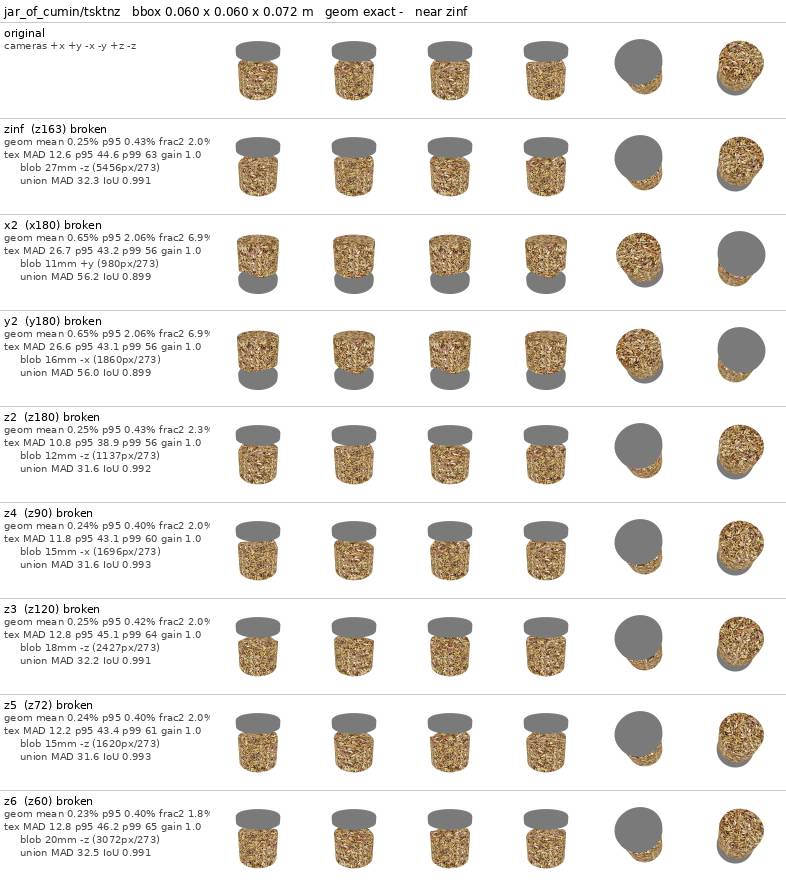 jar_of_cumin/tsktnz bbox 0.060 x 0.060 x 0.072 m geom exact - near zinf
original
cameras +x +y -x -y +z -z
zinf (z163) broken
geom mean 0.25% p95 0.43% frac2 2.0%
tex MAD 12.6 p95 44.6 p99 63 gain 1.0
blob 27mm -z (5456px/273)
union MAD 32.3 IoU 0.991
x2 (x180) broken
geom mean 0.65% p95 2.06% frac2 6.9%
tex MAD 26.7 p95 43.2 p99 56 gain 1.0
blob 11mm +y (980px/273)
union MAD 56.2 IoU 0.899
y2 (y180) broken
geom mean 0.65% p95 2.06% frac2 6.9%
tex MAD 26.6 p95 43.1 p99 56 gain 1.0
blob 16mm -x (1860px/273)
union MAD 56.0 IoU 0.899
z2 (z180) broken
geom mean 0.25% p95 0.43% frac2 2.3%
tex MAD 10.8 p95 38.9 p99 56 gain 1.0
blob 12mm -z (1137px/273)
union MAD 31.6 IoU 0.992
z4 (z90) broken
geom mean 0.24% p95 0.40% frac2 2.0%
tex MAD 11.8 p95 43.1 p99 60 gain 1.0
blob 15mm -x (1696px/273)
union MAD 31.6 IoU 0.993
z3 (z120) broken
geom mean 0.25% p95 0.42% frac2 2.0%
tex MAD 12.8 p95 45.1 p99 64 gain 1.0
blob 18mm -z (2427px/273)
union MAD 32.2 IoU 0.991
z5 (z72) broken
geom mean 0.24% p95 0.40% frac2 2.0%
tex MAD 12.2 p95 43.4 p99 61 gain 1.0
blob 15mm -z (1620px/273)
union MAD 31.6 IoU 0.993
z6 (z60) broken
geom mean 0.23% p95 0.40% frac2 1.8%
tex MAD 12.8 p95 46.2 p99 65 gain 1.0
blob 20mm -z (3072px/273)
union MAD 32.5 IoU 0.991